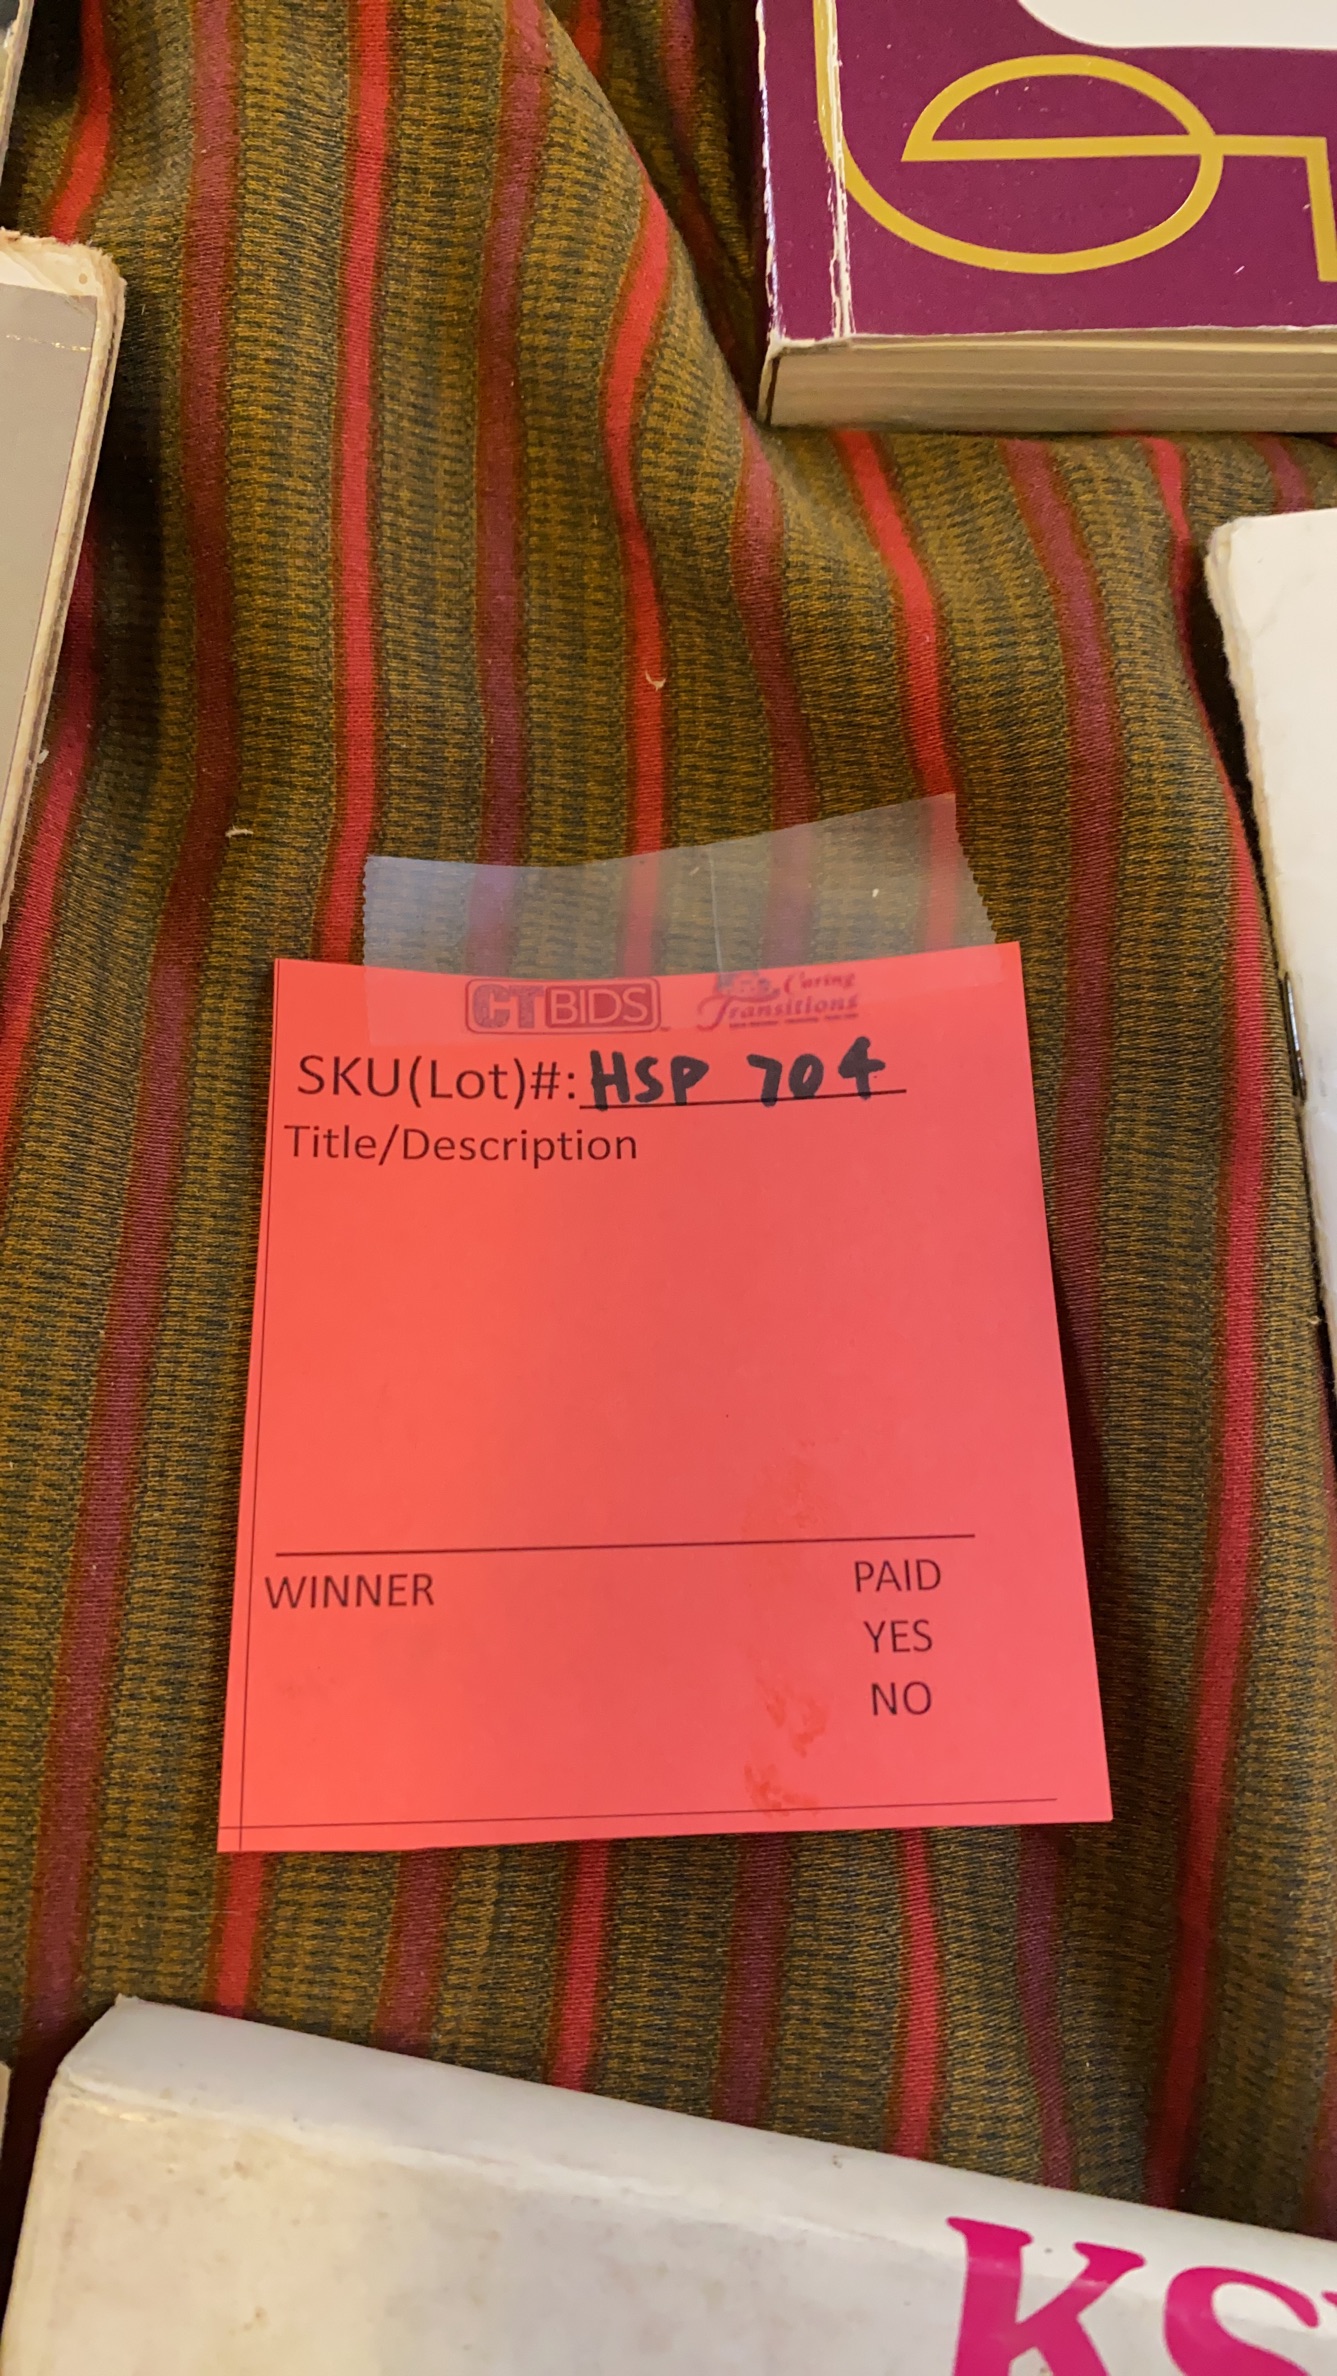 CTBIDS Caring Transitions
SKU(Lot)#: HSP 704
Title/Description
WINNER
PAID
YES
NO